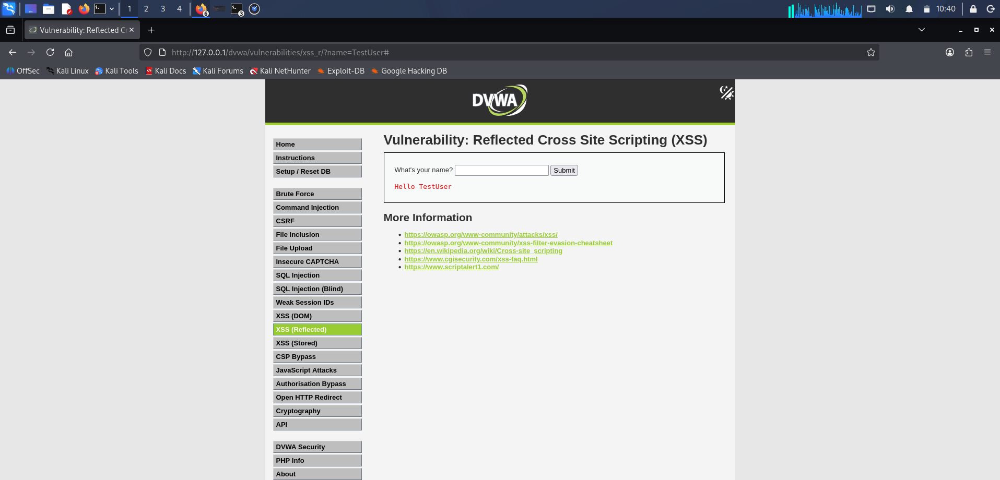 1 2 3 4 6 3 10:40
Vulnerability: Reflected C
http://127.0.0.1/dvwa/vulnerabilities/xss_r/?name=TestUser#
OffSec Kali Linux Kali Tools Kali Docs Kali Forums Kali NetHunter Exploit-DB Google Hacking DB
DVWA
Home
Instructions
Setup / Reset DB
Brute Force
Command Injection
CSRF
File Inclusion
File Upload
Insecure CAPTCHA
SQL Injection
SQL Injection (Blind)
Weak Session IDs
XSS (DOM)
XSS (Reflected)
XSS (Stored)
CSP Bypass
JavaScript Attacks
Authorisation Bypass
Open HTTP Redirect
Cryptography
API
DVWA Security
PHP Info
About
Vulnerability: Reflected Cross Site Scripting (XSS)
What's your name? Submit
Hello TestUser
More Information
https://owasp.org/www-community/attacks/xss/
https://owasp.org/www-community/xss-filter-evasion-cheatsheet
https://en.wikipedia.org/wiki/Cross-site_scripting
https://www.cgisecurity.com/xss-faq.html
https://www.scriptalert1.com/